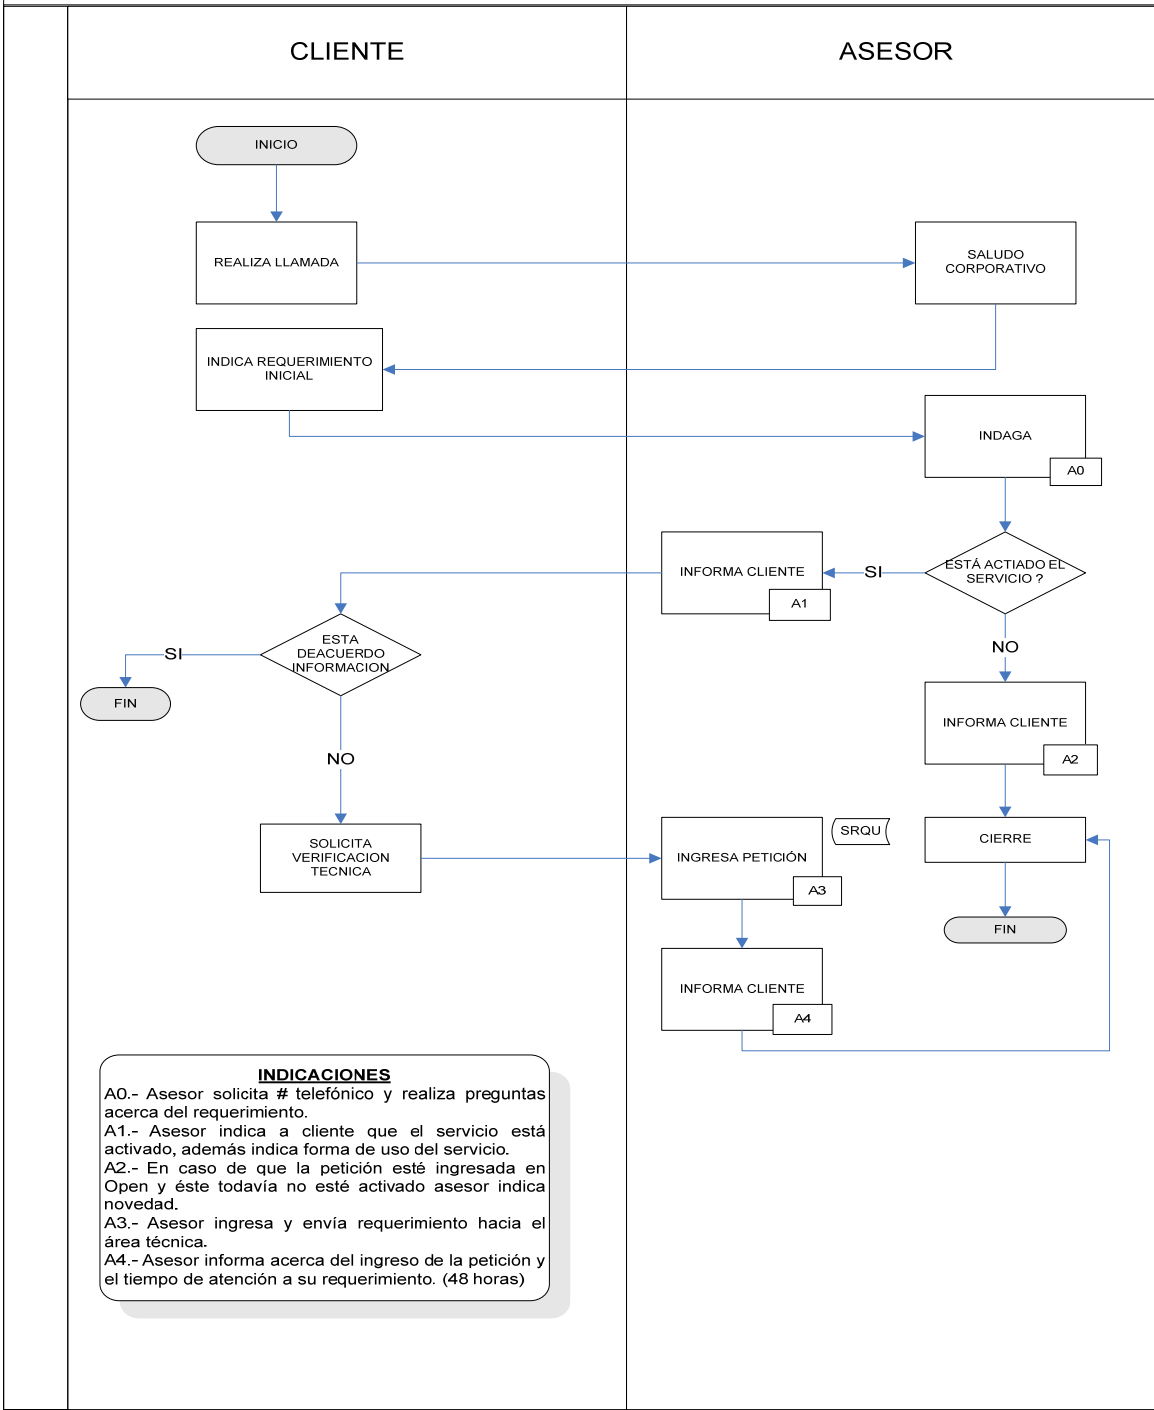 CLIENTE
ASESOR
INICIO
REALIZA LLAMADA
SALUDO
CORPORATIVO
INDICA REQUERIMIENTO
INICIAL
INDAGA
A0
ESTÁ ACTIADO EL
SERVICIO ?
SI
INFORMA CLIENTE
A1
ESTA
DEACUERDO
INFORMACION
SI
FIN
NO
NO
INFORMA CLIENTE
A2
SOLICITA
VERIFICACION
TECNICA
INGRESA PETICIÓN
A3
SRQU
CIERRE
FIN
INFORMA CLIENTE
A4
INDICACIONES
A0.- Asesor solicita # telefónico y realiza preguntas
acerca del requerimiento.
A1.- Asesor indica a cliente que el servicio está
activado, además indica forma de uso del servicio.
A2.- En caso de que la petición esté ingresada en
Open y éste todavía no esté activado asesor indica
novedad.
A3.- Asesor ingresa y envía requerimiento hacia el
área técnica.
A4.- Asesor informa acerca del ingreso de la petición y
el tiempo de atención a su requerimiento. (48 horas)